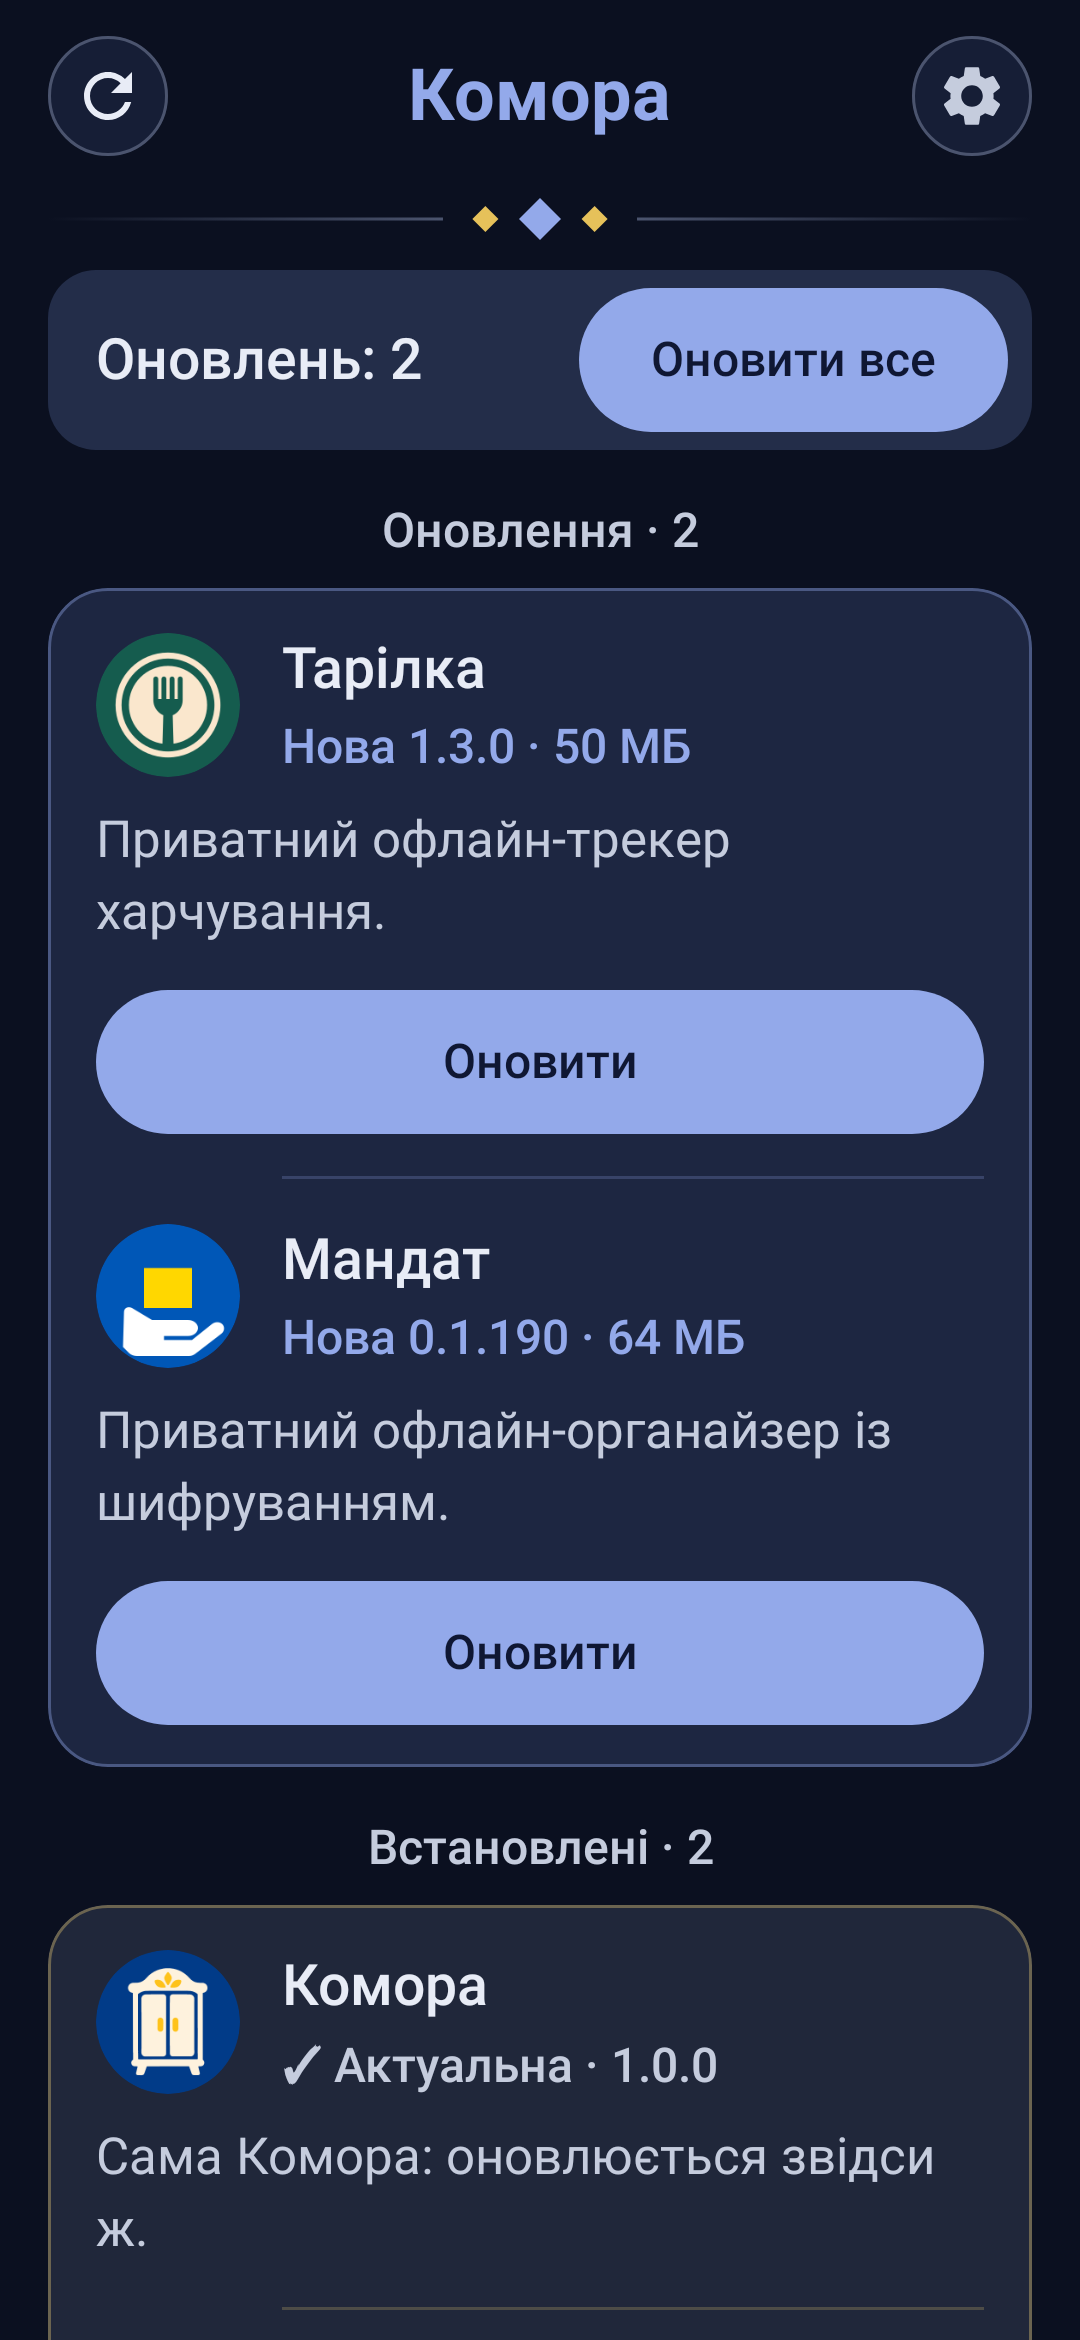 Комора
Оновлень: 2
Оновити все
Оновлення · 2
Тарілка
Нова 1.3.0 · 50 МБ
Приватний офлайн-трекер
харчування.
Оновити
Мандат
Нова 0.1.190 · 64 МБ
Приватний офлайн-органайзер із
шифруванням.
Оновити
Встановлені · 2
Комора
✓ Актуальна · 1.0.0
Сама Комора: оновлюється звідси
ж.